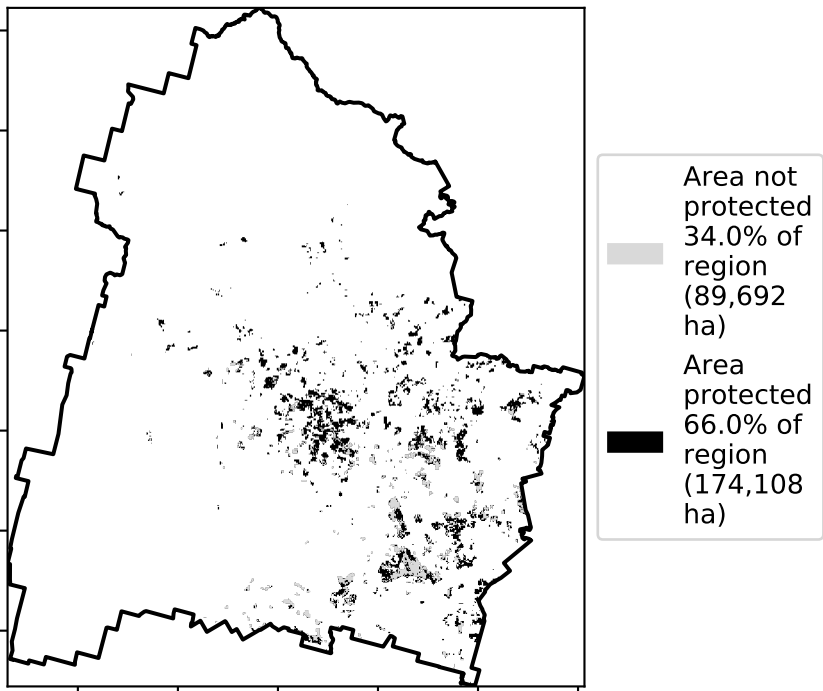 Area not
protected
34.0% of
region
(89,692
ha)
Area
protected
66.0% of
region
(174,108
ha)